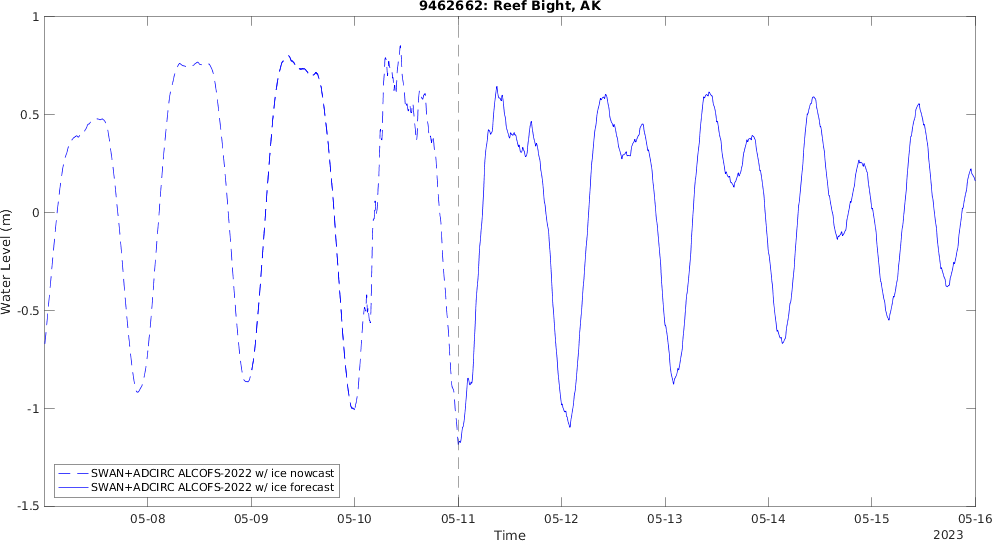 9462662: Reef Bight, AK
1
0.5
0
-0.5
-1
-1.5
Water Level (m)
SWAN+ADCIRC ALCOFS-2022 w/ ice nowcast
SWAN+ADCIRC ALCOFS-2022 w/ ice forecast
05-08 05-09 05-10 05-11 05-12 05-13 05-14 05-15 05-16
Time
2023